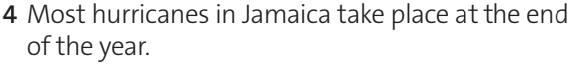 4 Most hurricanes in Jamaica take place at the end
of the year.